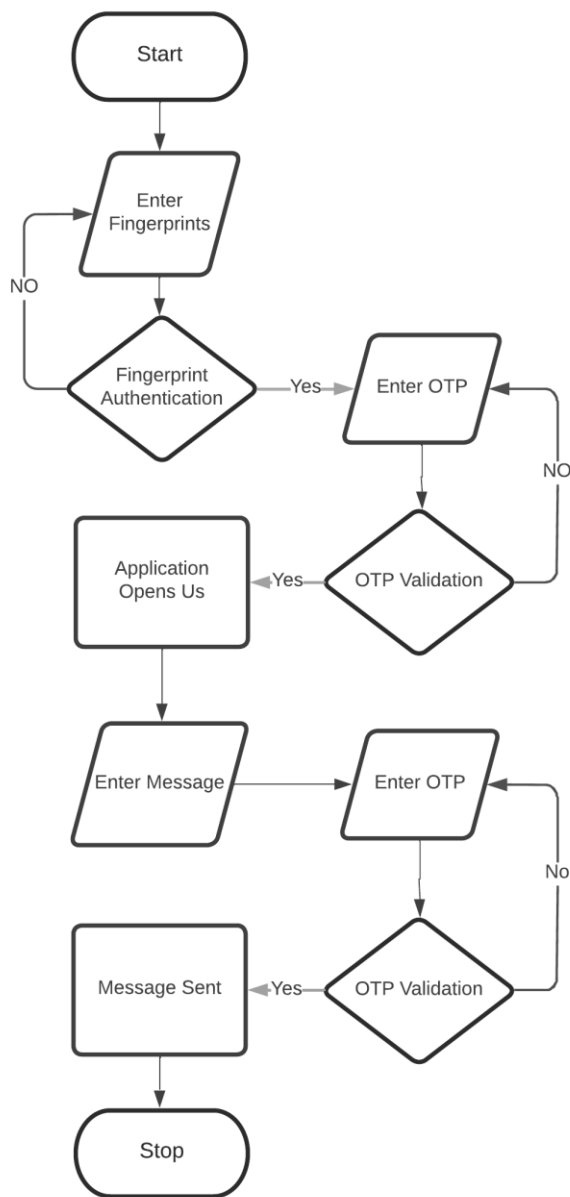 Start
Enter
Fingerprints
NO
Fingerprint
Authentication
Yes
Enter OTP
NO
OTP Validation
Yes
Application
Opens Us
Enter Message
Enter OTP
No
OTP Validation
Yes
Message Sent
Stop